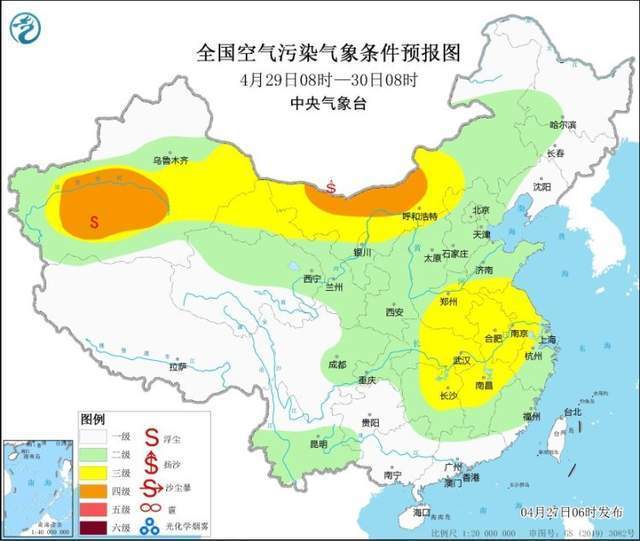 全国空气污染气象条件预报图
4月29日08时—30日08时
中央气象台
哈尔滨
长春
沈阳
乌鲁木齐
呼和浩特
北京
天津
渤
海
银川
太原
石家庄
济南
黄
海
西宁
兰州
西安
郑州
合肥
南京
上海
东
海
拉萨
成都
重庆
武汉
杭州
长沙
南昌
贵阳
福州
台北
昆明
南宁
广州
香港
澳门
海口
图例
一级
二级
三级
四级
五级
六级
浮尘
扬沙
沙尘暴
霾
光化学烟雾
南
海
1:40 000 000
04月27日06时发布
比例尺 1:20 000 000
审图号: GS (2019) 3082号